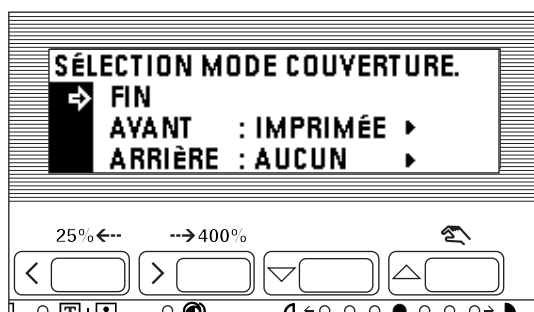 SÉLECTION MODE COUVERTURE.
FIN
AVANT : IMPRIMÉE
ARRIÈRE : AUCUN
25% 400%
T